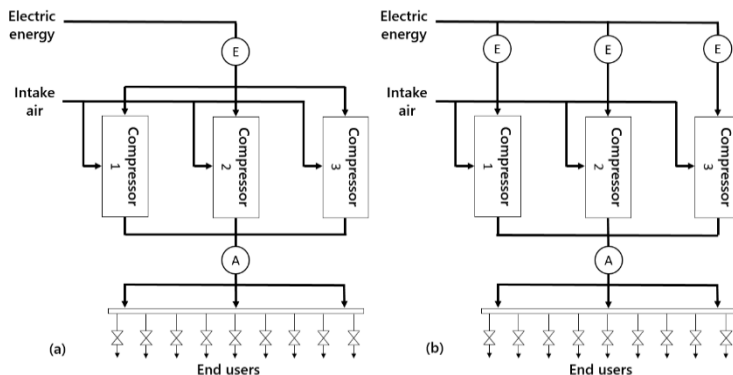 Electric
energy
E
Intake
air
Compressor
1
Compressor
2
Compressor
3
A
(a)
End users
Electric
energy
E
E
E
Intake
air
Compressor
1
Compressor
2
Compressor
3
A
(b)
End users